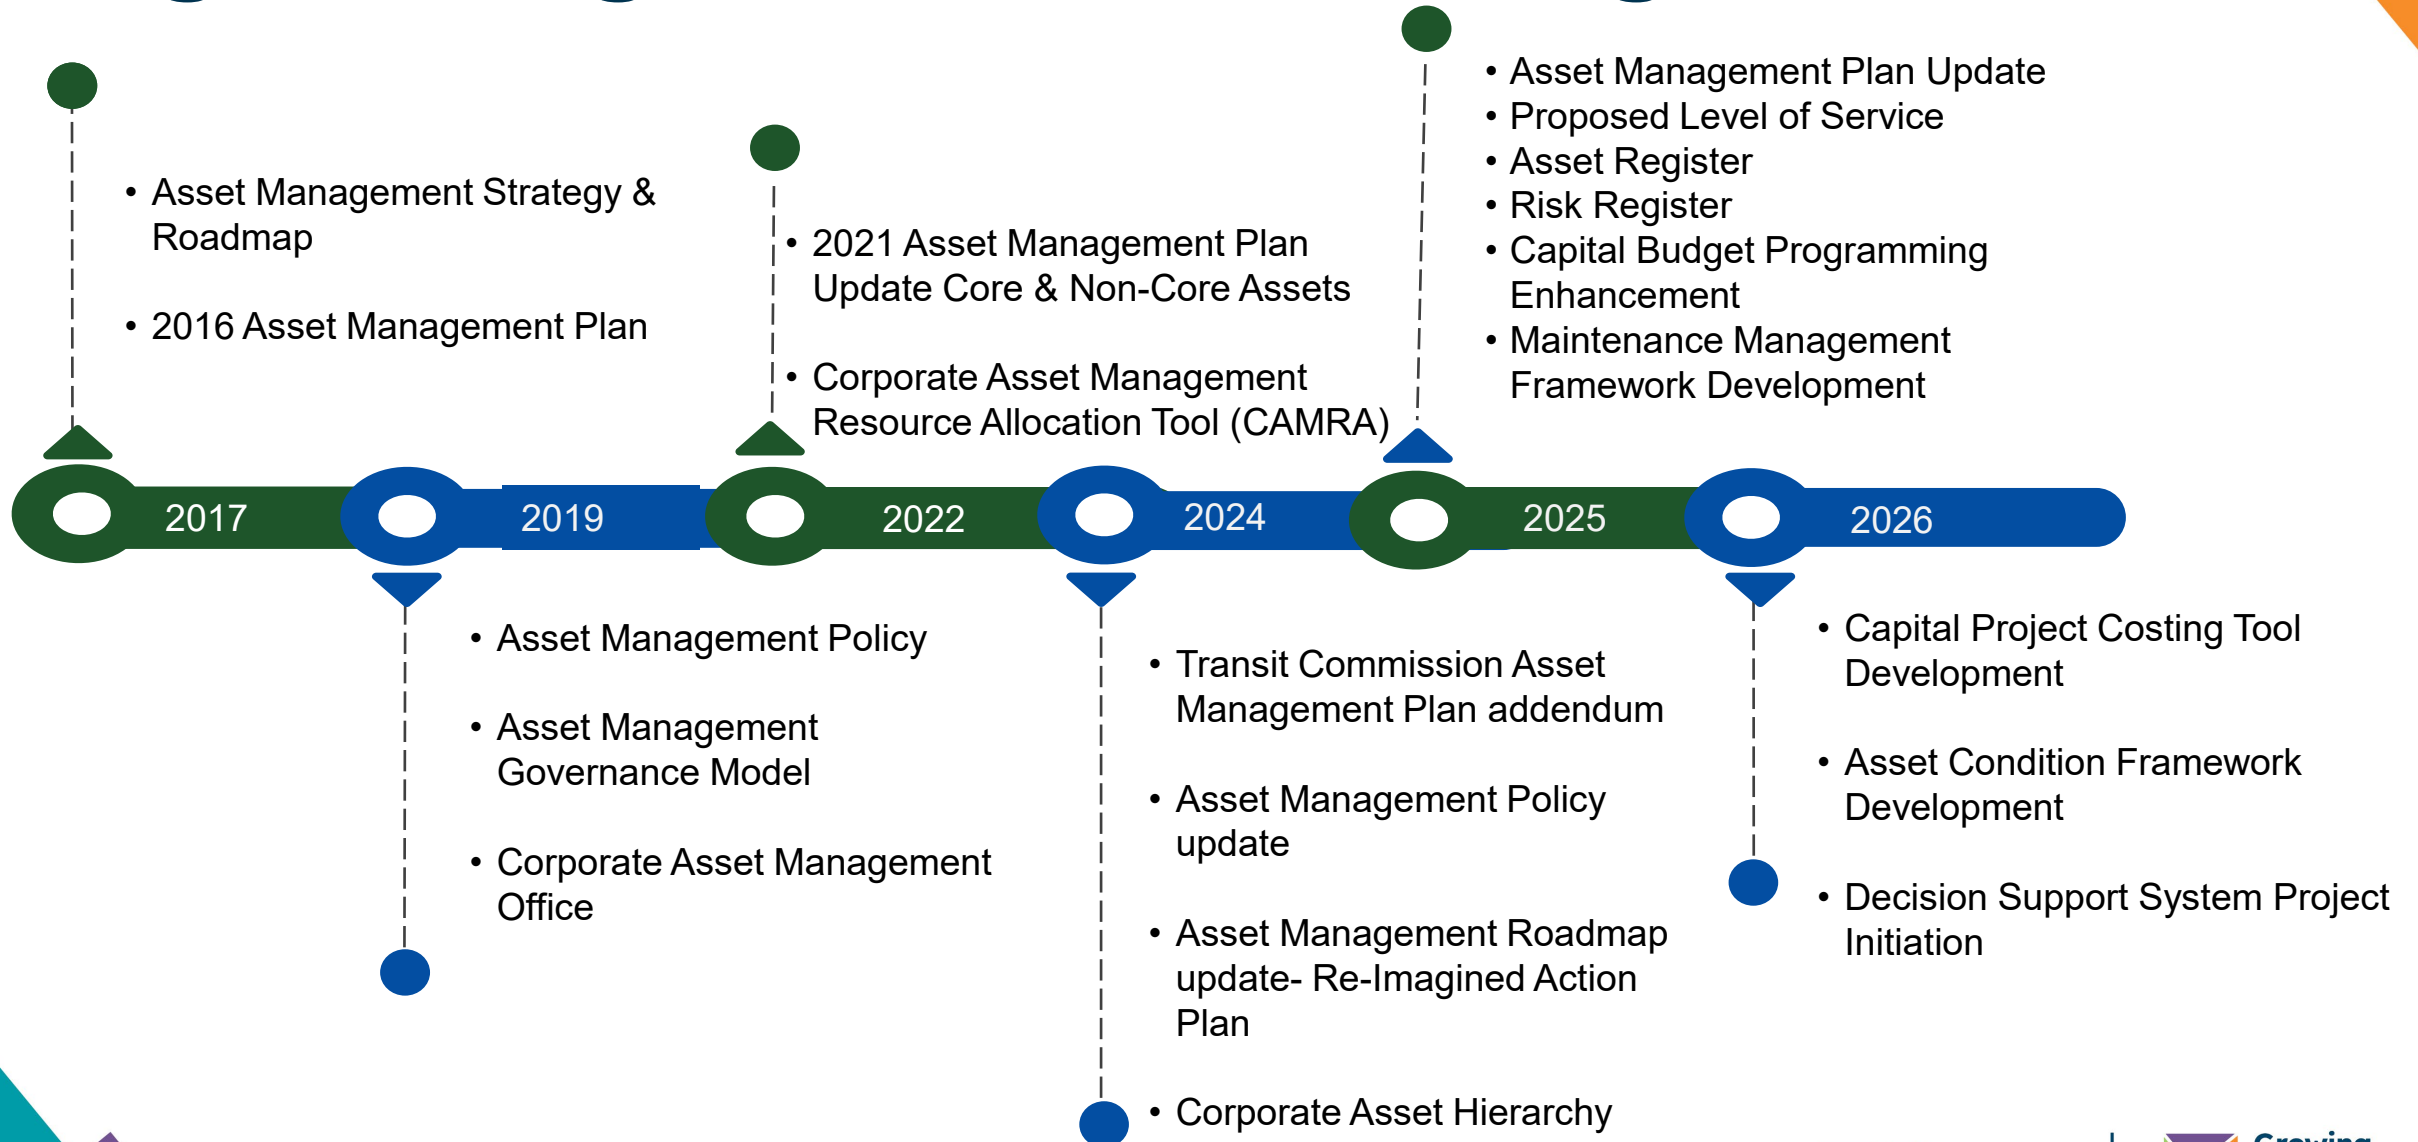 • Asset Management Strategy &
Roadmap
• 2016 Asset Management Plan
• 2021 Asset Management Plan
Update Core & Non-Core Assets
• Corporate Asset Management
Resource Allocation Tool (CAMRA)
• Asset Management Plan Update
• Proposed Level of Service
• Asset Register
• Risk Register
• Capital Budget Programming
Enhancement
• Maintenance Management
Framework Development
2017
2019
2022
2024
2025
2026
• Asset Management Policy
• Asset Management
Governance Model
• Corporate Asset Management
Office
• Transit Commission Asset
Management Plan addendum
• Asset Management Policy
update
• Asset Management Roadmap
update- Re-Imagined Action
Plan
• Corporate Asset Hierarchy
• Capital Project Costing Tool
Development
• Asset Condition Framework
Development
• Decision Support System Project
Initiation
Growing